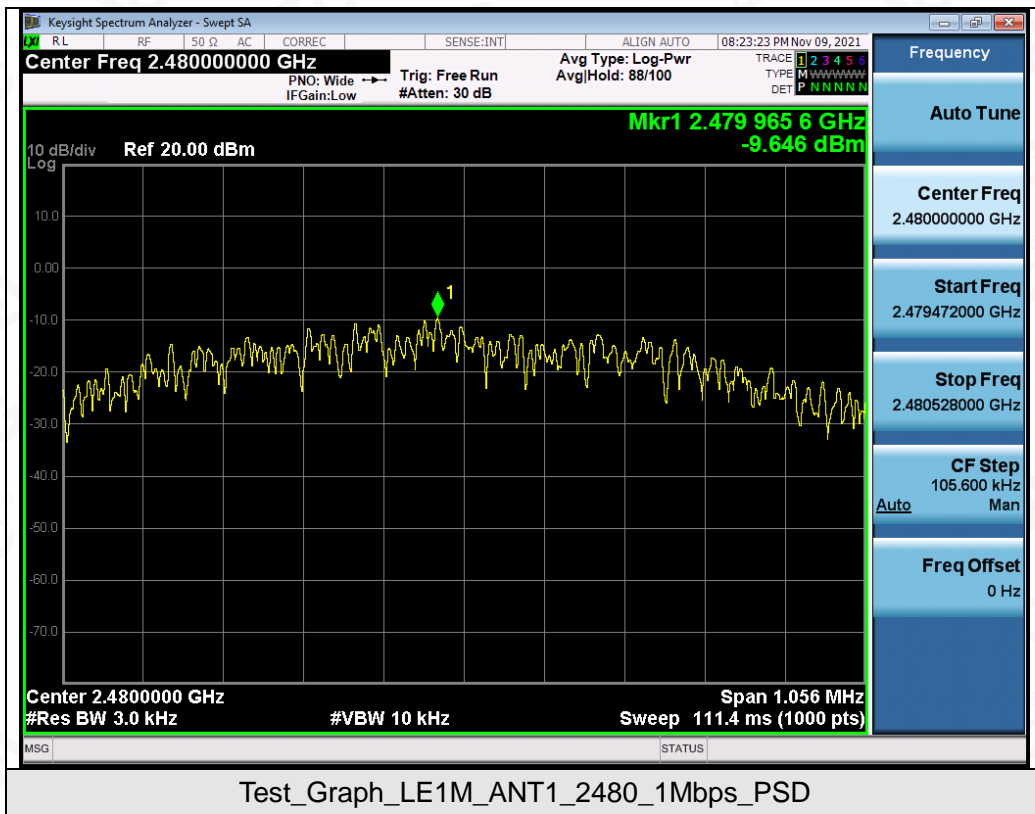 Keysight Spectrum Analyzer - Swept SA
LXI RL RF 50 Ω AC CORREC SENSE:INT ALIGN AUTO 08:23:23 PM Nov 09, 2021
Center Freq 2.480000000 GHz
PNO: Wide
IFGain:Low
Trig: Free Run
#Atten: 30 dB
Avg Type: Log-Pwr
Avg|Hold: 88/100
TRACE 1 2 3 4 5 6
TYPE M WWWWW
DET P N N N N N
Mkr1 2.479 965 6 GHz
-9.646 dBm
10 dB/div Ref 20.00 dBm
Log
10.0
0.00
-10.0
-20.0
-30.0
-40.0
-50.0
-60.0
-70.0
1
Center 2.4800000 GHz Span 1.056 MHz
#Res BW 3.0 kHz #VBW 10 kHz Sweep 111.4 ms (1000 pts)
MSG STATUS
Frequency
Auto Tune
Center Freq
2.480000000 GHz
Start Freq
2.479472000 GHz
Stop Freq
2.480528000 GHz
CF Step
105.600 kHz
Auto Man
Freq Offset
0 Hz
Test_Graph_LE1M_ANT1_2480_1Mbps_PSD